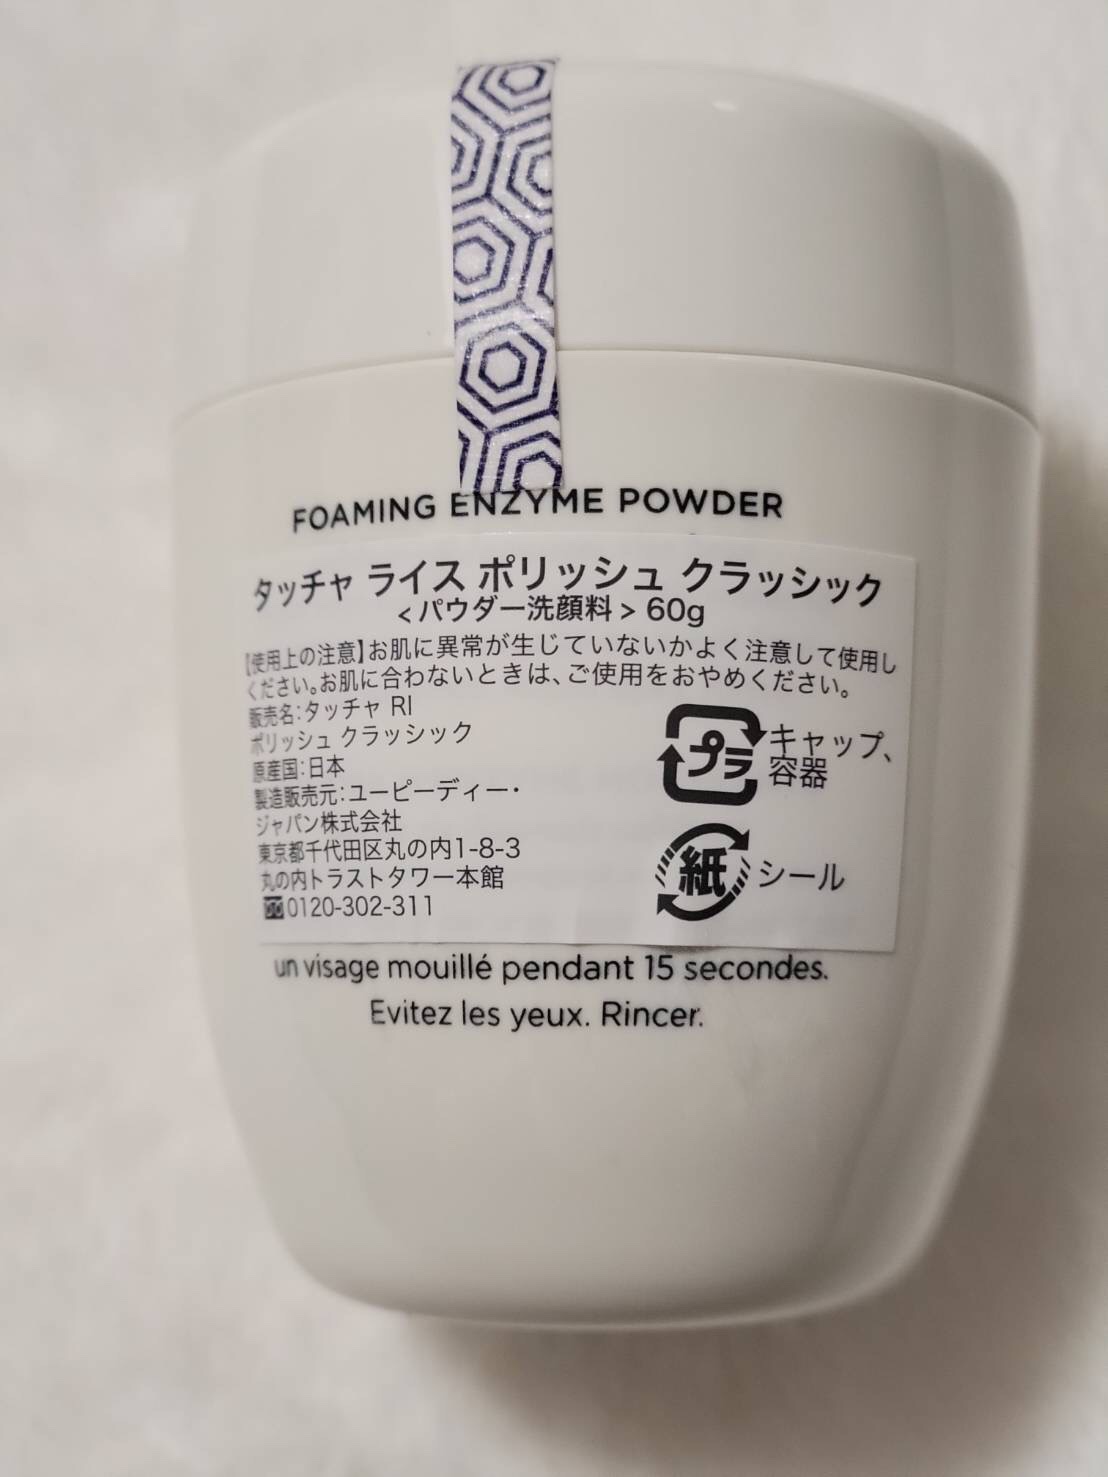 FOAMING ENZYME POWDER
タッチャ ライス ポリッシュ クラッシック
<パウダー洗顔料> 60g
【使用上の注意】お肌に異常が生じていないかよく注意して使用し
ください。お肌に合わないときは、ご使用をおやめください。
販売名:タッチャ RI
ポリッシュ クラッシック
原産国:日本
製造販売元:ユーピーディー・
ジャパン株式会社
東京都千代田区丸の内1-8-3
丸の内トラストタワー本館
0120-302-311
プラ キャップ、
容器
紙 シール
un visage mouillé pendant 15 secondes.
Evitez les yeux. Rincer.